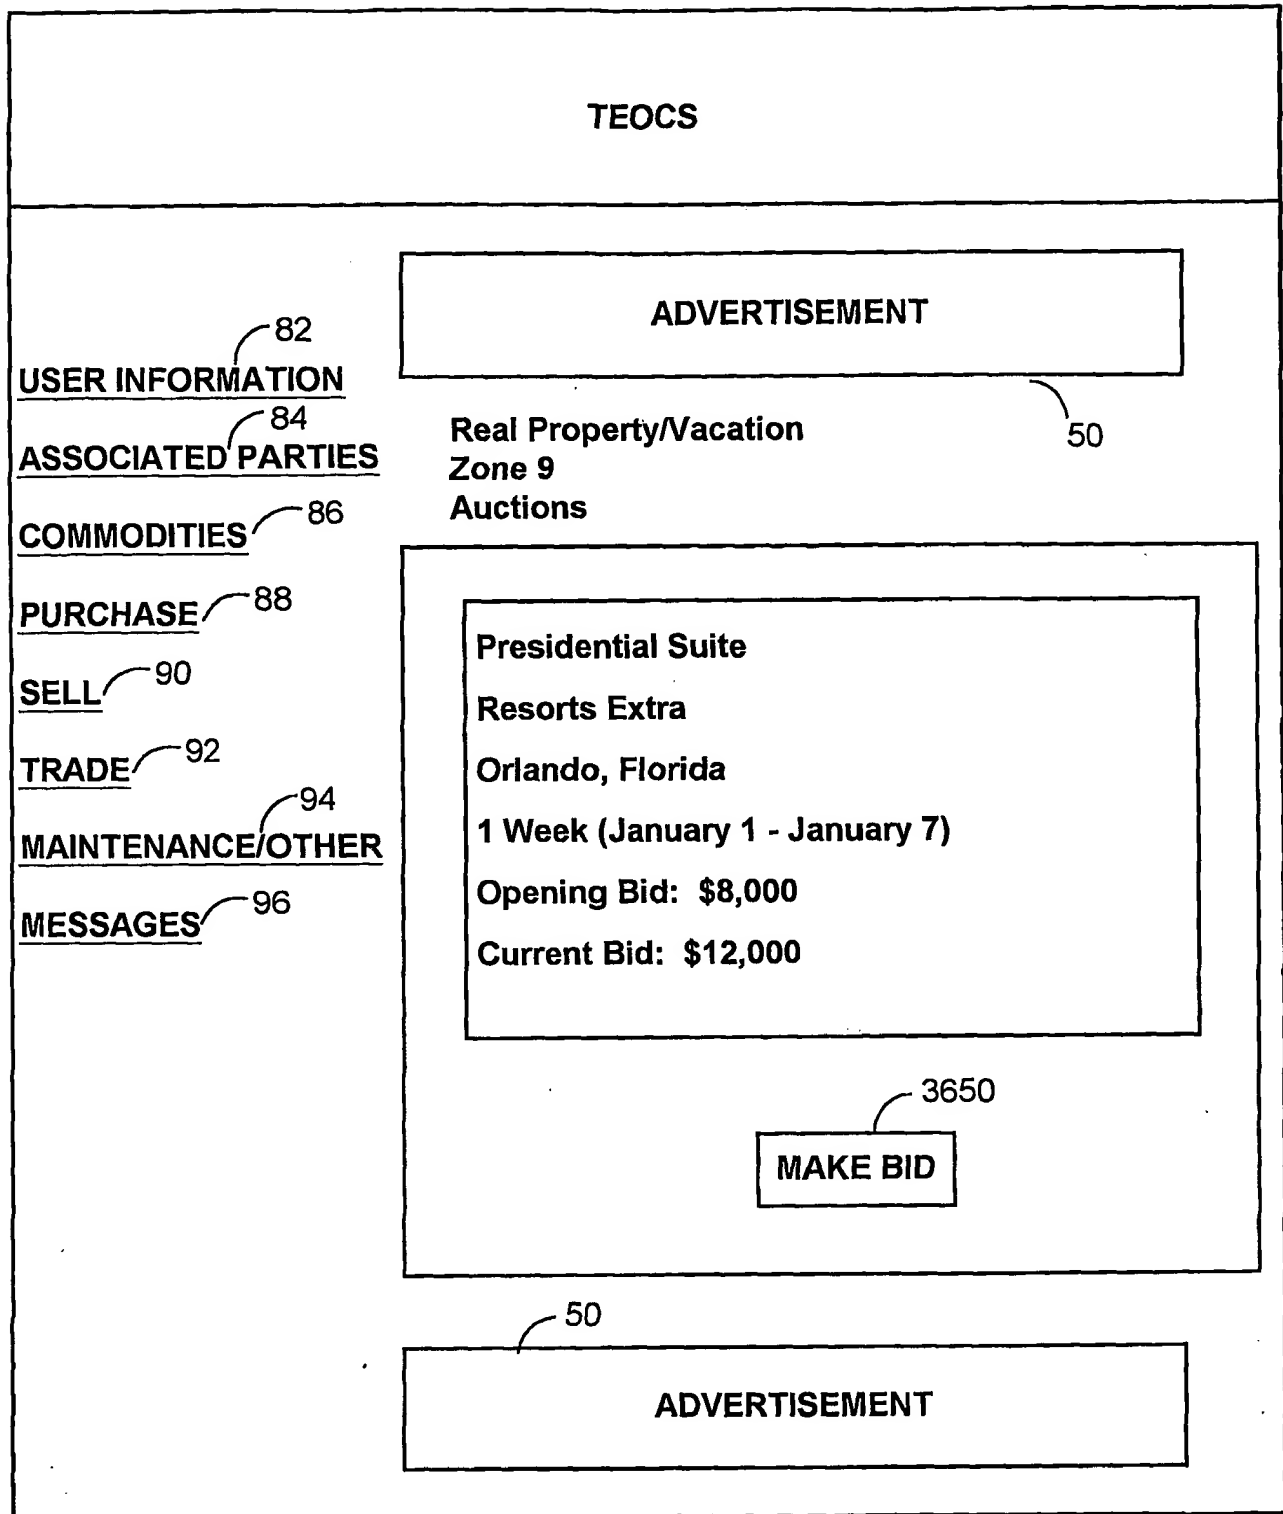 TEOCS
ADVERTISEMENT
50
82
USER INFORMATION
84
ASSOCIATED PARTIES
86
COMMODITIES
88
PURCHASE
90
SELL
92
TRADE
94
MAINTENANCE/OTHER
96
MESSAGES
Real Property/Vacation
Zone 9
Auctions
Presidential Suite
Resorts Extra
Orlando, Florida
1 Week (January 1 - January 7)
Opening Bid: $8,000
Current Bid: $12,000
3650
MAKE BID
50
ADVERTISEMENT